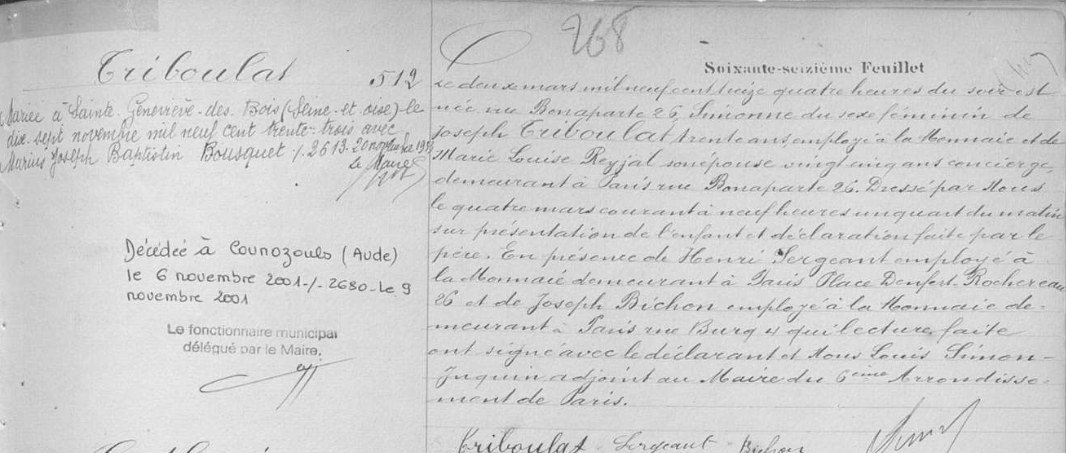 268
Soixante-seizième Feuillet
Triboulat 512
Mariée à Sainte Geneviève-des-Bois (Seine-et-oise) le
dix-sept novembre mil neuf cent trente-trois avec
Marius Joseph Baptistin Bousquet /. 2613. 20 novembre 1933
Le Maire
Décédée à Counozouls (Aude)
le 6 novembre 2001 -/- 2680 - Le 9
novembre 2001
Le fonctionnaire municipal
délégué par le Maire,
Le deux mars mil neuf cent treize quatre heures du soir est
née rue Bonaparte 26, Simonne du sexe féminin de
Joseph Triboulat trente ans employé à la Monnaie et de
Marie Louise Reyjal son épouse vingt cinq ans concierge,
demeurant à Paris rue Bonaparte 26. Dressé par Nous
le quatre mars courant à neuf heures un quart du matin
sur présentation de l'enfant et déclaration faite par le
père. En présence de Henri Sergeant employé à
la Monnaie demeurant à Paris Place Denfert-Rochereau
26 et de Joseph Bichon employé à la Monnaie de-
meurant à Paris rue Burq 4 qui lecture faite
ont signé avec le déclarant et Nous Louis Simon-
Juquin adjoint au Maire du 6ème Arrondisse-
ment de Paris.
Triboulat Sergeant Bichon